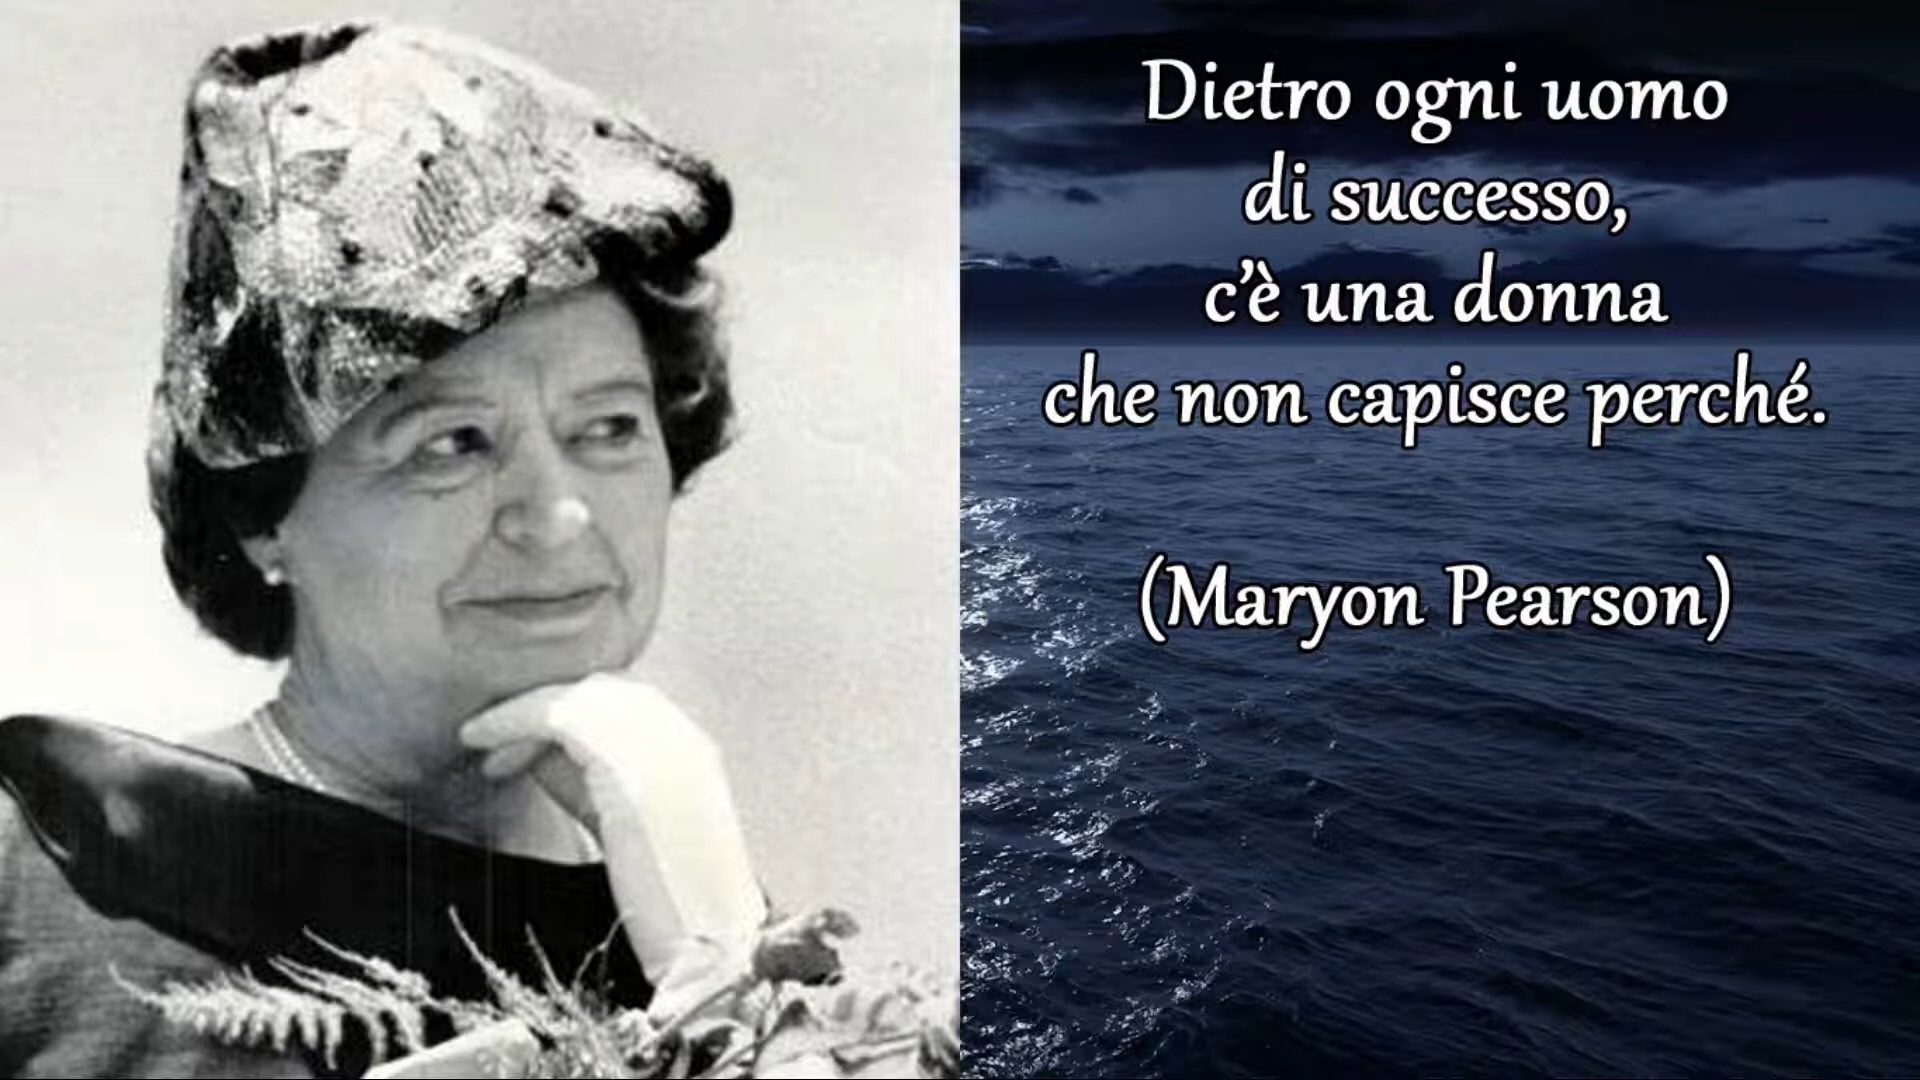 Dietro ogni uomo
di successo,
c’è una donna
che non capisce perché.
(Maryon Pearson)